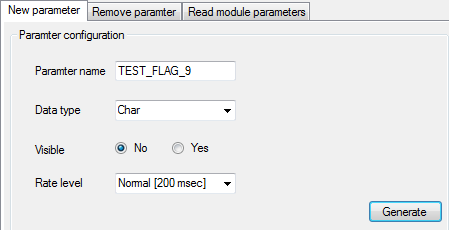 New parameter Remove paramter Read module parameters
Paramter configuration
Paramter name TEST_FLAG_9
Data type Char
Visible No Yes
Rate level Normal [200 msec]
Generate